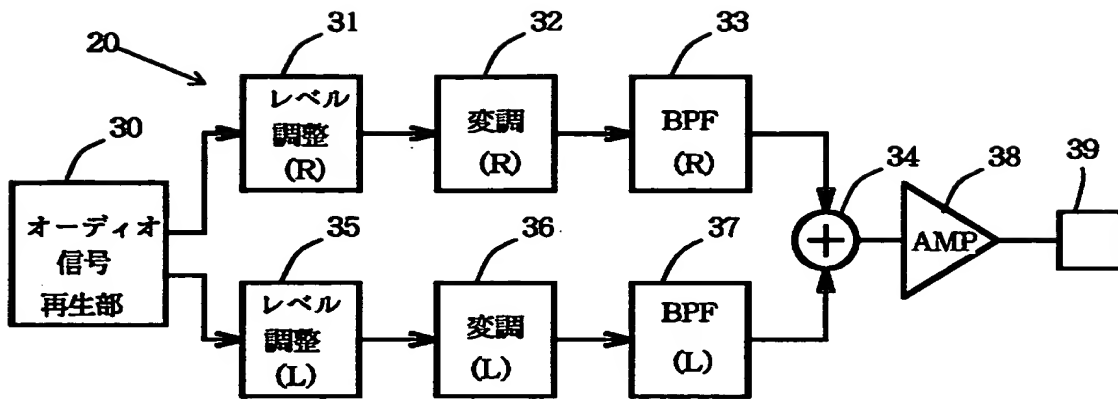 20
31
32
33
レベル
調整
(R)
変調
(R)
BPF
(R)
30
オーディオ
信号
再生部
34
38
39
AMP
35
36
37
レベル
調整
(L)
変調
(L)
BPF
(L)